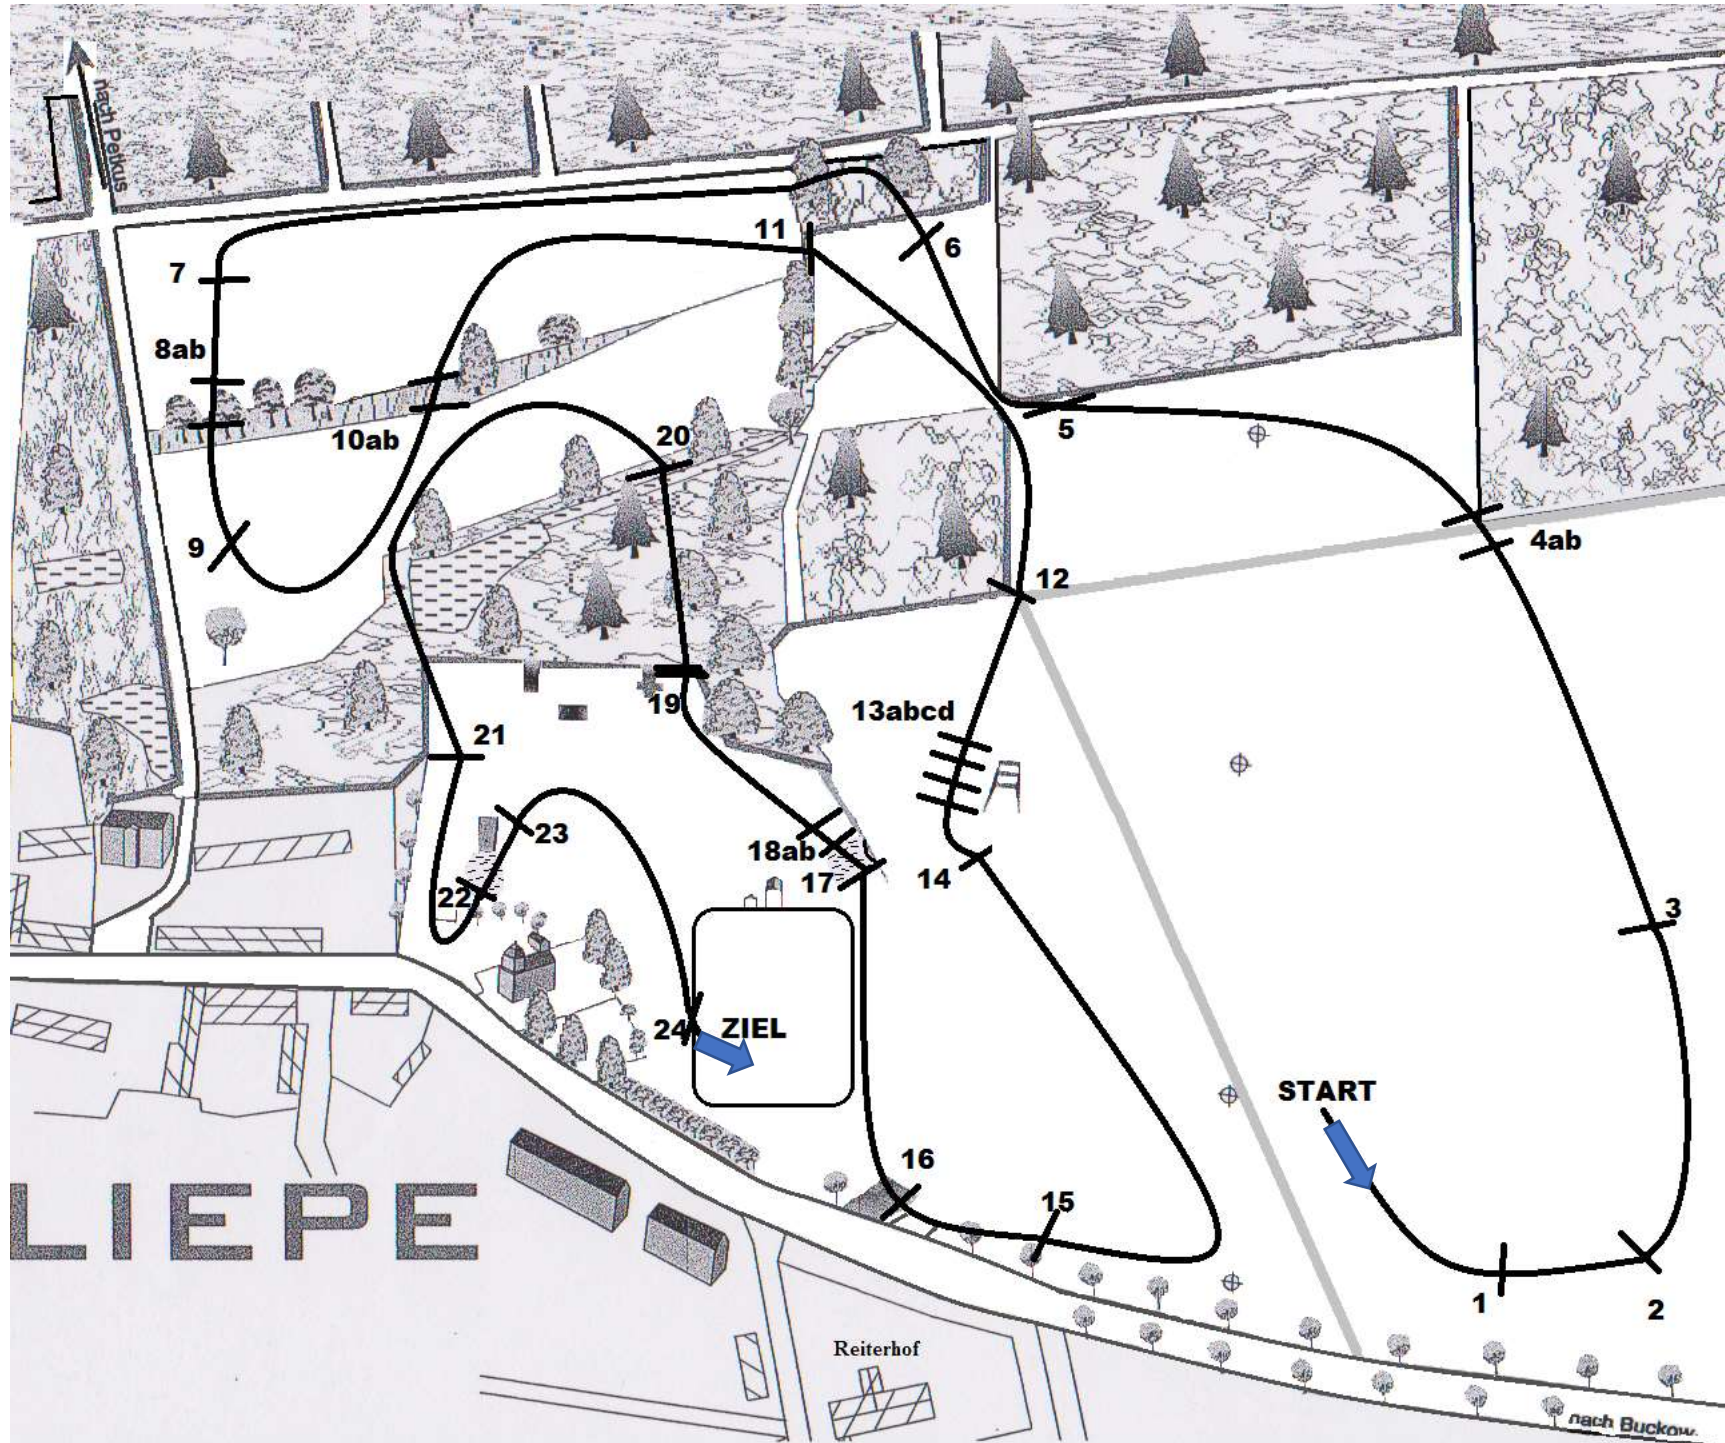 nach Petkus
11
6
7
8ab
10ab
20
5
9
4ab
12
19
13abcd
21
23
18ab
17
14
22
3
24
ZIEL
START
16
15
LIEPE
1
2
Reiterhof
nach Buckow.